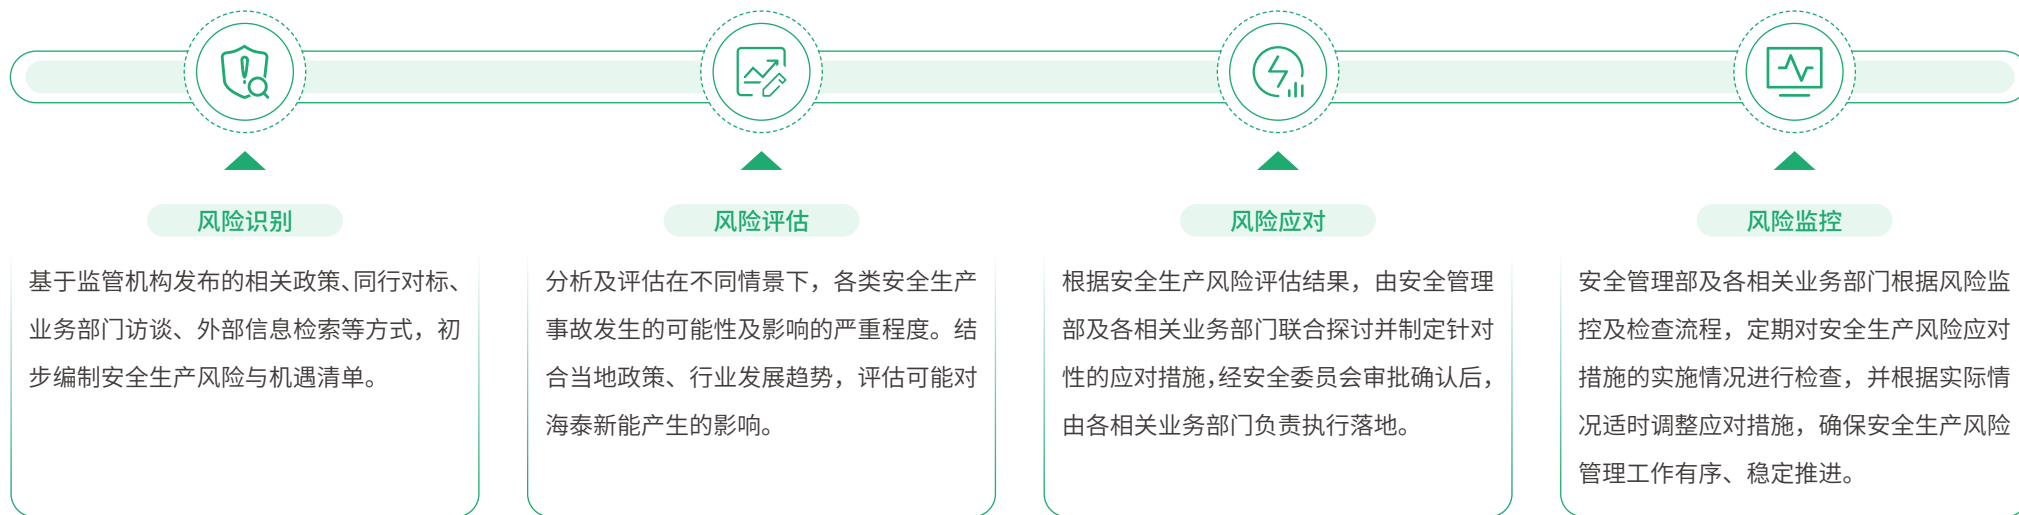 风险识别
基于监管机构发布的相关政策、同行对标、
业务部门访谈、外部信息检索等方式，初
步编制安全生产风险与机遇清单。
风险评估
分析及评估在不同情景下，各类安全生产
事故发生的可能性及影响的严重程度。结
合当地政策、行业发展趋势，评估可能对
海泰新能产生的影响。
风险应对
根据安全生产风险评估结果，由安全管理
部及各相关业务部门联合探讨并制定针对
性的应对措施，经安全委员会审批确认后，
由各相关业务部门负责执行落地。
风险监控
安全管理部及各相关业务部门根据风险监
控及检查流程，定期对安全生产风险应对
措施的实施情况进行检查，并根据实际情
况适时调整应对措施，确保安全生产风险
管理工作有序、稳定推进。